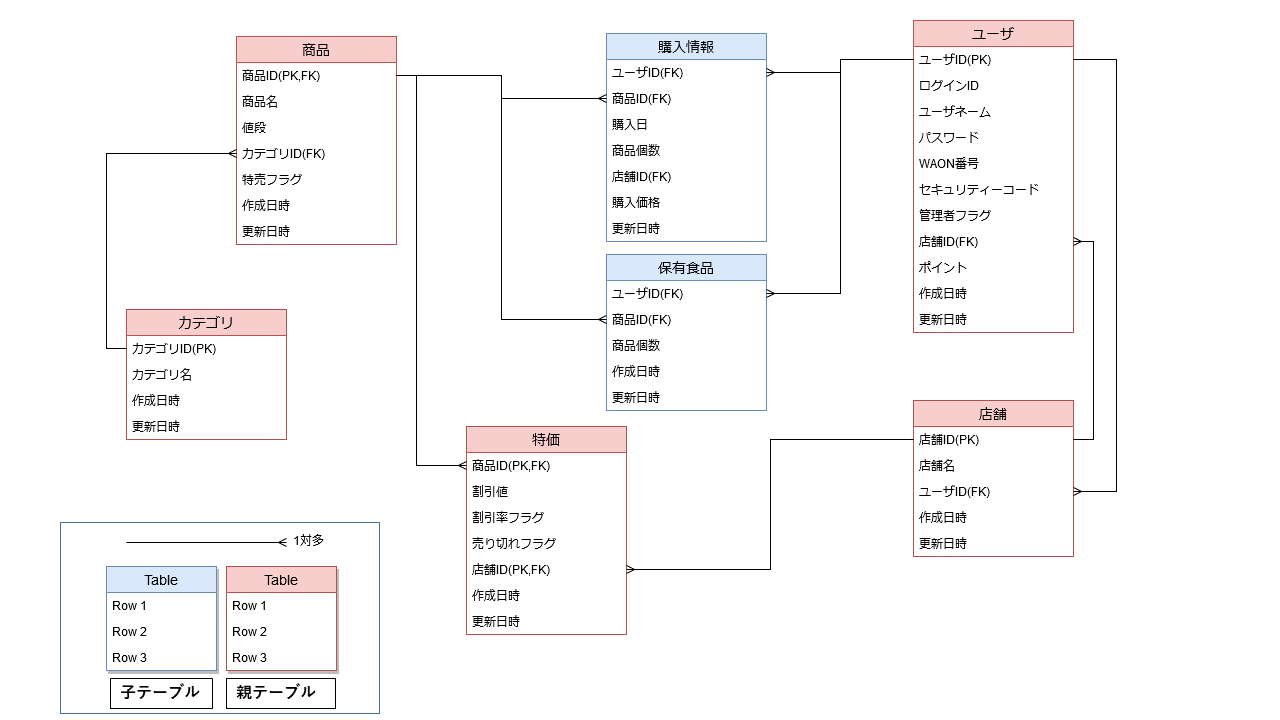 商品
商品ID(PK,FK)
商品名
値段
カテゴリID(FK)
特売フラグ
作成日時
更新日時
購入情報
ユーザID(FK)
商品ID(FK)
購入日
商品個数
店舗ID(FK)
購入価格
更新日時
ユーザ
ユーザID(PK)
ログインID
ユーザネーム
パスワード
WAON番号
セキュリティーコード
管理者フラグ
店舗ID(FK)
ポイント
作成日時
更新日時
保有食品
ユーザID(FK)
商品ID(FK)
商品個数
作成日時
更新日時
カテゴリ
カテゴリID(PK)
カテゴリ名
作成日時
更新日時
特価
商品ID(PK,FK)
割引値
割引率フラグ
売り切れフラグ
店舗ID(PK,FK)
作成日時
更新日時
店舗
店舗ID(PK)
店舗名
ユーザID(FK)
作成日時
更新日時
1対多
Table
Row 1
Row 2
Row 3
子テーブル
Table
Row 1
Row 2
Row 3
親テーブル